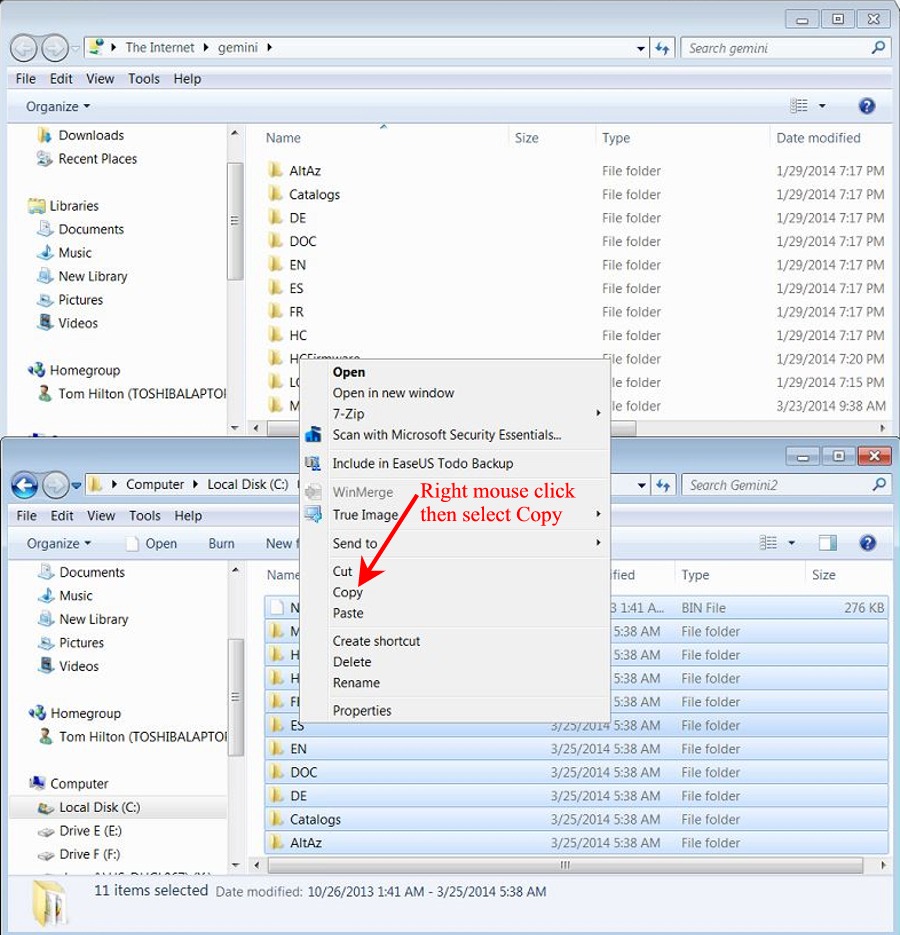 The Internet gemini
Search gemini
File Edit View Tools Help
Organize
Downloads
Recent Places
Libraries
Documents
Music
New Library
Pictures
Videos
Homegroup
Tom Hilton (TOSHIBALAPTO
Name Size Type Date modified
AltAz File folder 1/29/2014 7:17 PM
Catalogs File folder 1/29/2014 7:17 PM
DE File folder 1/29/2014 7:17 PM
DOC File folder 1/29/2014 7:17 PM
EN File folder 1/29/2014 7:17 PM
ES File folder 1/29/2014 7:17 PM
FR File folder 1/29/2014 7:17 PM
HC File folder 1/29/2014 7:17 PM
HCFirmware File folder 1/29/2014 7:20 PM
File folder 1/29/2014 7:15 PM
M File folder 3/23/2014 9:38 AM
Open
Open in new window
7-Zip
Scan with Microsoft Security Essentials...
Include in EaseUS Todo Backup
WinMerge
True Image
Send to
Cut
Copy
Paste
Create shortcut
Delete
Rename
Properties
Right mouse click
then select Copy
Computer Local Disk (C:)
Search Gemini2
File Edit View Tools Help
Organize Open Burn New f
Documents
Music
New Library
Pictures
Videos
Homegroup
Tom Hilton (TOSHIBALAPTO
Computer
Local Disk (C:)
Drive E (E:)
Drive F (F:)
Name ified Type Size
N 3 1:41 A... BIN File 276 KB
M 5:38 AM File folder
H 5:38 AM File folder
H 5:38 AM File folder
F 5:38 AM File folder
ES 3/25/2014 5:38 AM File folder
EN 3/25/2014 5:38 AM File folder
DOC 3/25/2014 5:38 AM File folder
DE 3/25/2014 5:38 AM File folder
Catalogs 3/25/2014 5:38 AM File folder
AltAz 3/25/2014 5:38 AM File folder
11 items selected Date modified: 10/26/2013 1:41 AM - 3/25/2014 5:38 AM